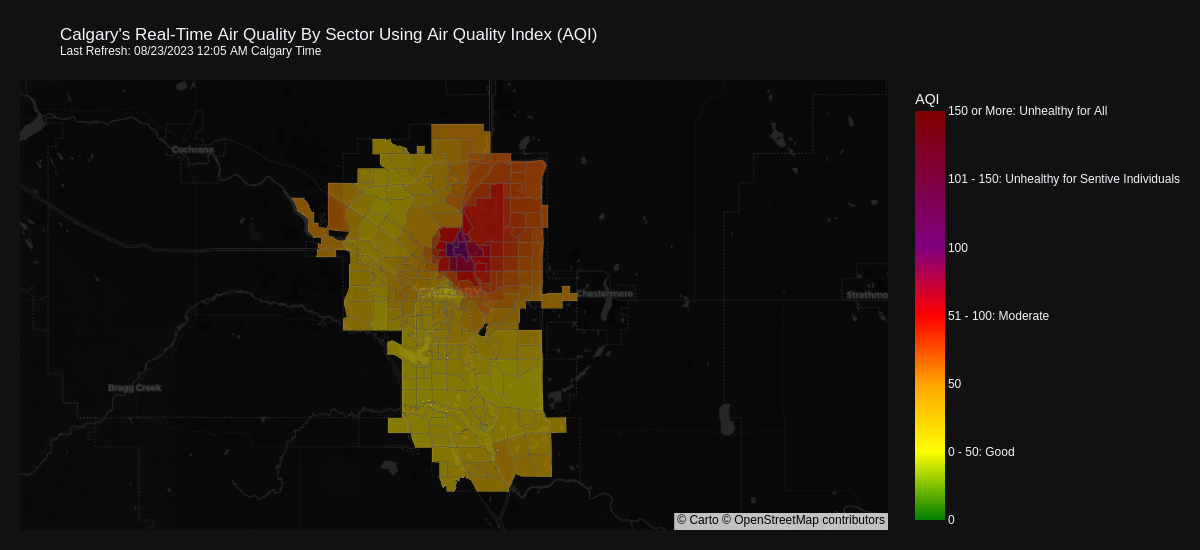 Calgary's Real-Time Air Quality By Sector Using Air Quality Index (AQI)
Last Refresh: 08/23/2023 12:05 AM Calgary Time
AQI
150 or More: Unhealthy for All
Cochrane
101 - 150: Unhealthy for Sentive Individuals
100
CALGARY
Chestermere
Strathmo
51 - 100: Moderate
50
Bragg Creek
0 - 50: Good
0
© Carto © OpenStreetMap contributors